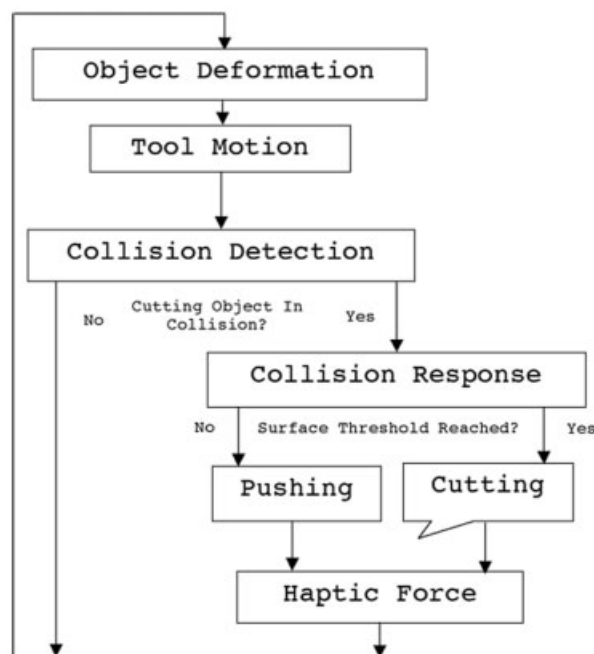 Object Deformation
Tool Motion
Collision Detection
No
Cutting Object In
Collision?
Yes
Collision Response
No
Surface Threshold Reached?
Yes
Pushing
Cutting
Haptic Force